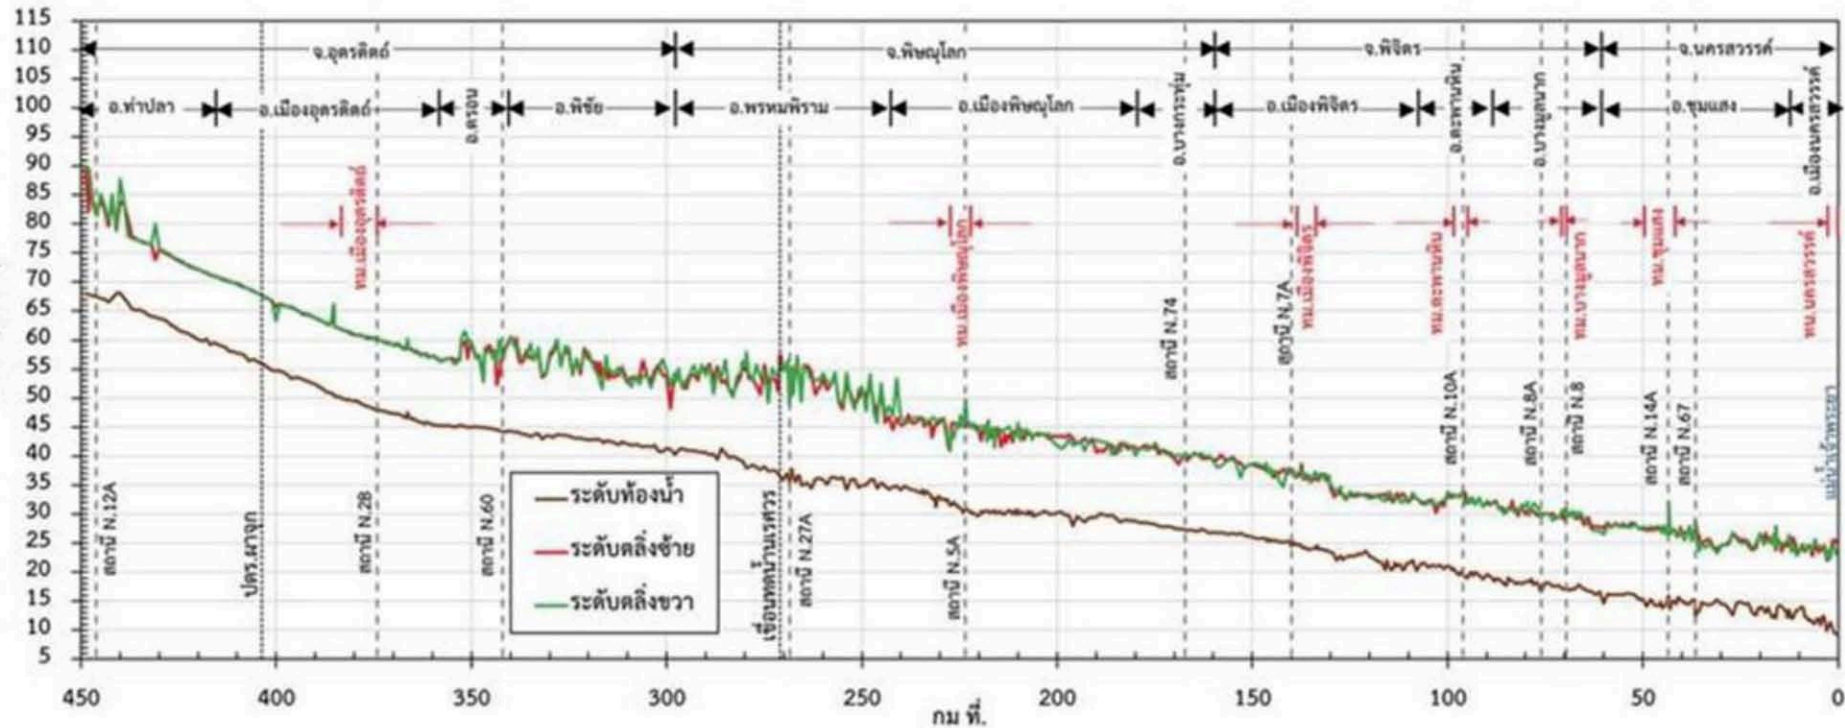 115
110
105
100
95
90
85
80
75
70
65
60
55
50
45
40
35
30
25
20
15
10
5
จ.อุตรดิตถ์
จ.พิษณุโลก
จ.พิจิตร
จ.นครสวรรค์
อ.ท่าปลา
อ.เมืองอุตรดิตถ์
อ.ตรอน
อ.พิชัย
อ.พรหมพิราม
อ.เมืองพิษณุโลก
อ.บางกระทุ่ม
อ.เมืองพิจิตร
อ.ตะพานหิน
อ.บางมูลนาก
อ.ชุมแสง
อ.เมืองนครสวรรค์
ทม.เมืองอุตรดิตถ์
ทม.เมืองพิษณุโลก
ทม.เมืองพิจิตร
ทม.ตะพานหิน
ทม.บางมูลนาก
ทม.ชุมแสง
ทน.นครสวรรค์
สถานี N.12A
ปตร.ผาจุก
สถานี N.2B
สถานี N.60
เขื่อนทดน้ำนเรศวร
สถานี N.27A
สถานี N.5A
สถานี N.74
สถานี N.7A
สถานี N.10A
สถานี N.8A
สถานี N.8
สถานี N.14A
สถานี N.67
แม่น้ำเจ้าพระยา
ระดับท้องน้ำ
ระดับตลิ่งซ้าย
ระดับตลิ่งขวา
450 400 350 300 250 200 150 100 50 0
กม ที่.